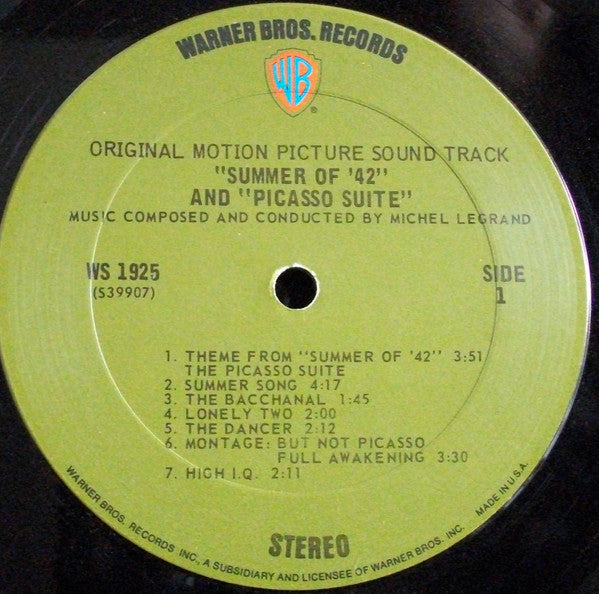 WARNER BROS. RECORDS
WB
®
ORIGINAL MOTION PICTURE SOUND TRACK
"SUMMER OF '42"
AND "PICASSO SUITE"
MUSIC COMPOSED AND CONDUCTED BY MICHEL LEGRAND
WS 1925
(S39907)
SIDE
1
1. THEME FROM "SUMMER OF '42" 3:51
THE PICASSO SUITE
2. SUMMER SONG 4:17
3. THE BACCHANAL 1:45
4. LONELY TWO 2:00
5. THE DANCER 2:12
6. MONTAGE: BUT NOT PICASSO
FULL AWAKENING 3:30
7. HIGH I.Q. 2:11
STEREO
WARNER BROS. RECORDS INC., A SUBSIDIARY AND LICENSEE OF WARNER BROS. INC. MADE IN U.S.A.